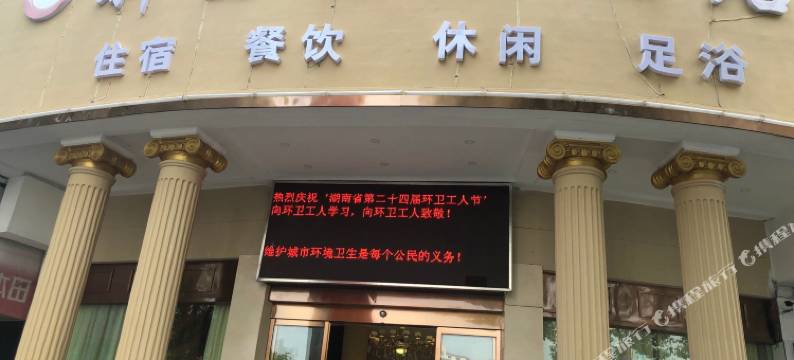 住宿 餐饮 休闲 足浴
热烈庆祝‘湖南省第二十四届环卫工人节’
向环卫工人学习，向环卫工人致敬！
维护城市环境卫生是每个公民的义务！
携程旅行
携程旅行